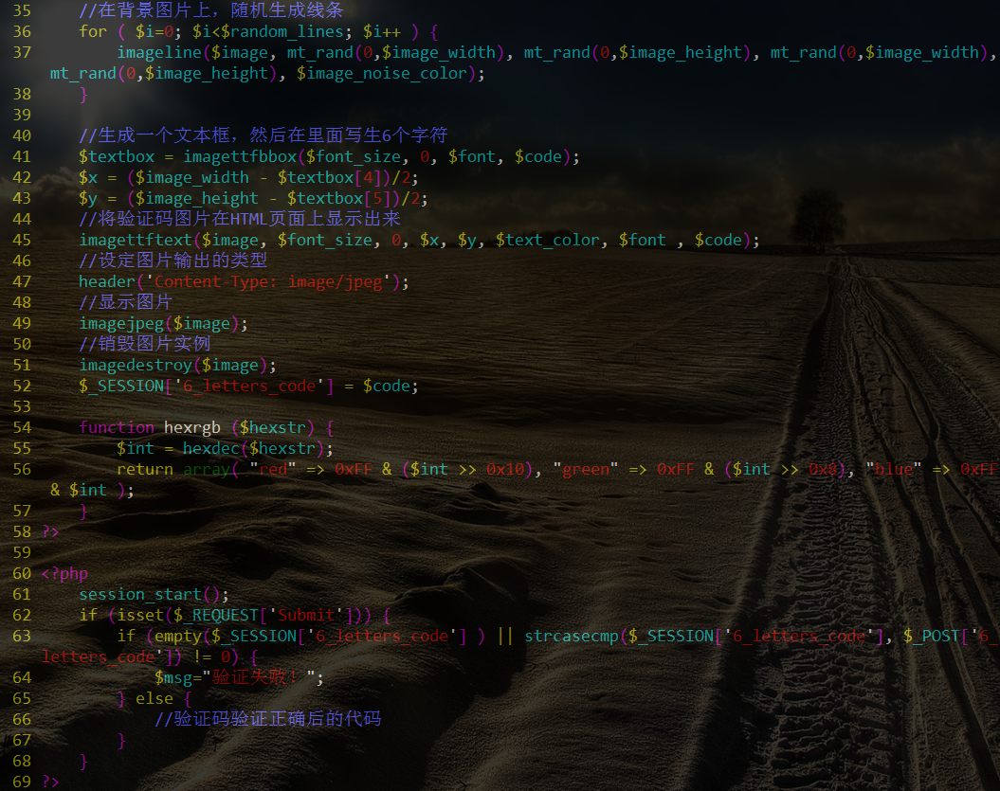 35     //在背景图片上，随机生成线条
36     for ( $i=0; $i<$random_lines; $i++ ) {
37         imageline($image, mt_rand(0,$image_width), mt_rand(0,$image_height), mt_rand(0,$image_width),
mt_rand(0,$image_height), $image_noise_color);
38     }
39
40     //生成一个文本框，然后在里面写生6个字符
41     $textbox = imagettfbbox($font_size, 0, $font, $code);
42     $x = ($image_width - $textbox[4])/2;
43     $y = ($image_height - $textbox[5])/2;
44     //将验证码图片在HTML页面上显示出来
45     imagettftext($image, $font_size, 0, $x, $y, $text_color, $font , $code);
46     //设定图片输出的类型
47     header('Content-Type: image/jpeg');
48     //显示图片
49     imagejpeg($image);
50     //销毁图片实例
51     imagedestroy($image);
52     $_SESSION['6_letters_code'] = $code;
53
54     function hexrgb ($hexstr) {
55         $int = hexdec($hexstr);
56         return array( "red" => 0xFF & ($int >> 0x10), "green" => 0xFF & ($int >> 0x8), "blue" => 0xFF
& $int );
57     }
58 ?>
59
60 <?php
61     session_start();
62     if (isset($_REQUEST['Submit'])) {
63         if (empty($_SESSION['6_letters_code'] ) || strcasecmp($_SESSION['6_letters_code'], $_POST['6_
letters_code']) != 0) {
64             $msg="验证失败！";
65         } else {
66             //验证码验证正确后的代码
67         }
68     }
69 ?>